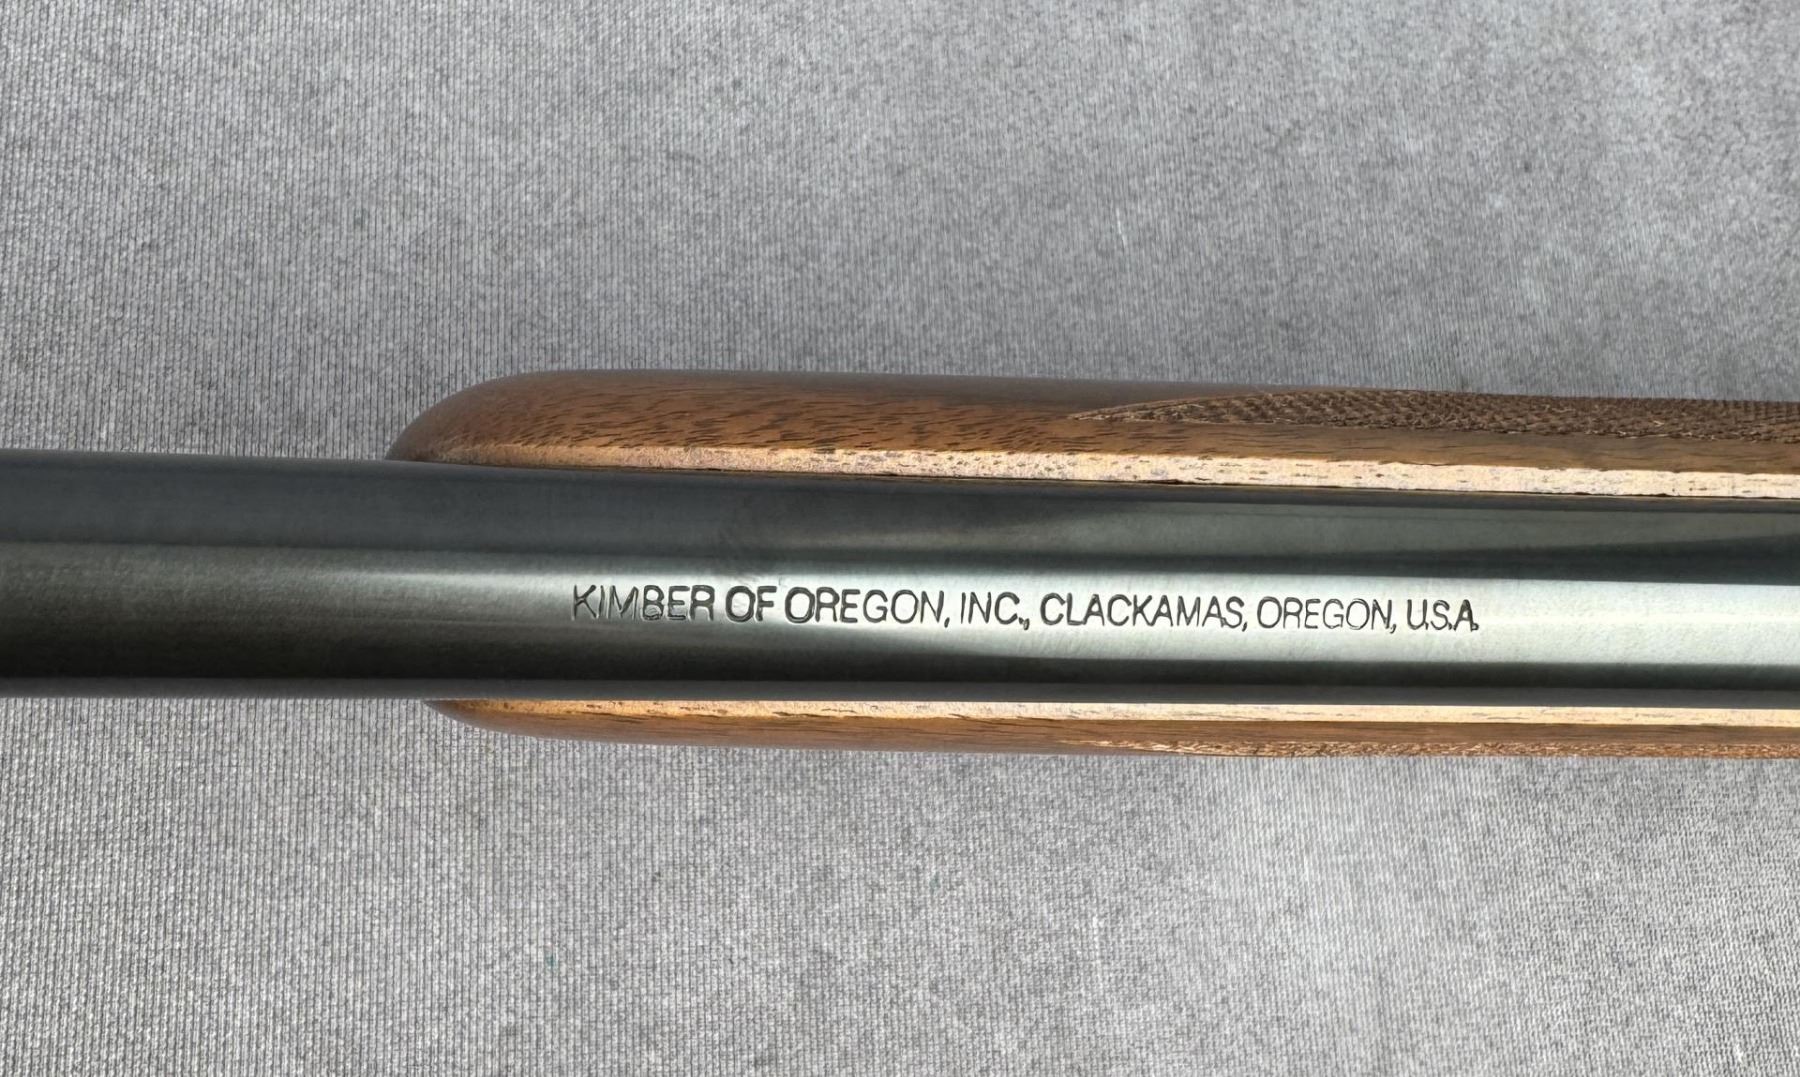 KIMBER OF OREGON, INC., CLACKAMAS, OREGON, U.S.A.